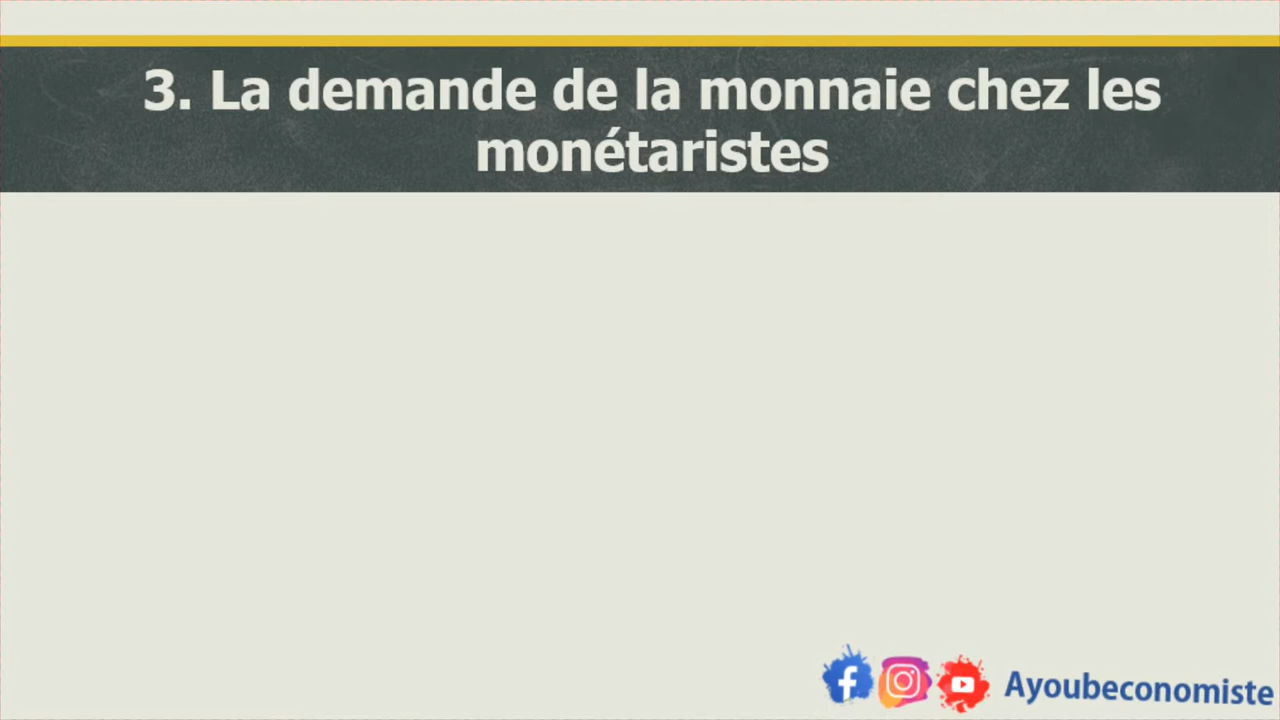 3. La demande de la monnaie chez les
monétaristes
Ayoubeconomiste